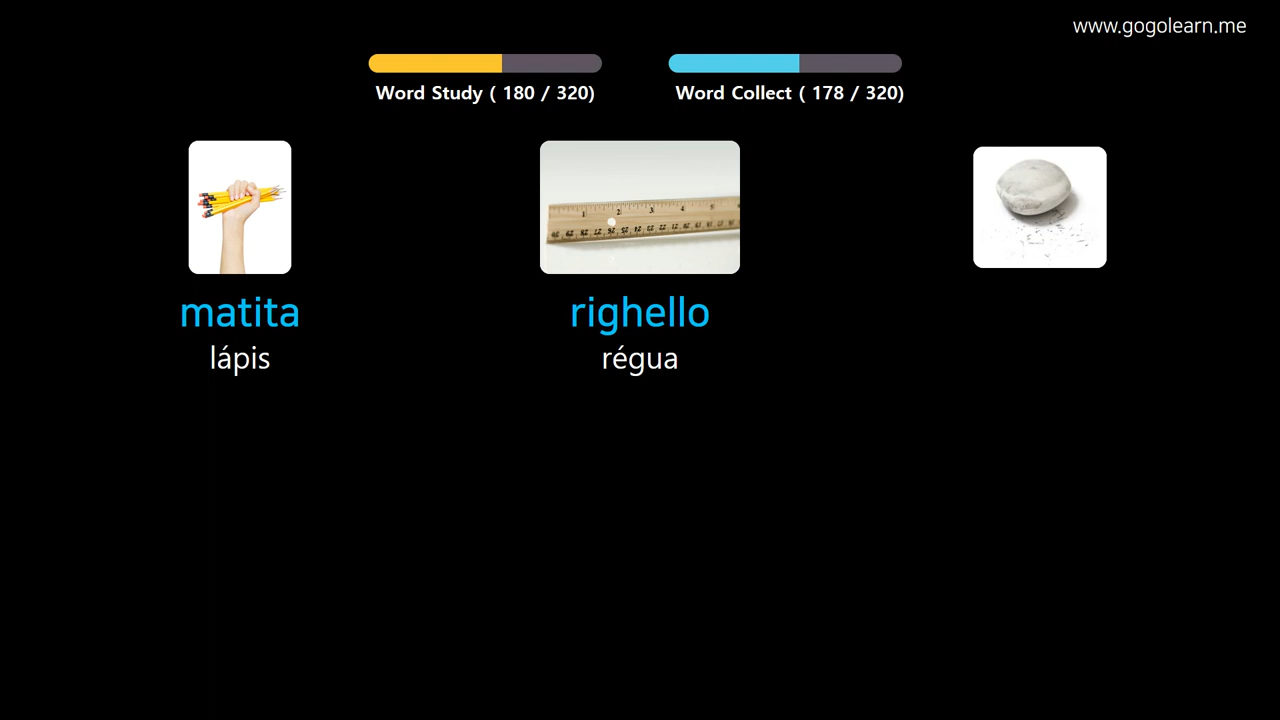 www.gogolearn.me
Word Study ( 180 / 320)
Word Collect ( 178 / 320)
matita
righello
lápis
régua